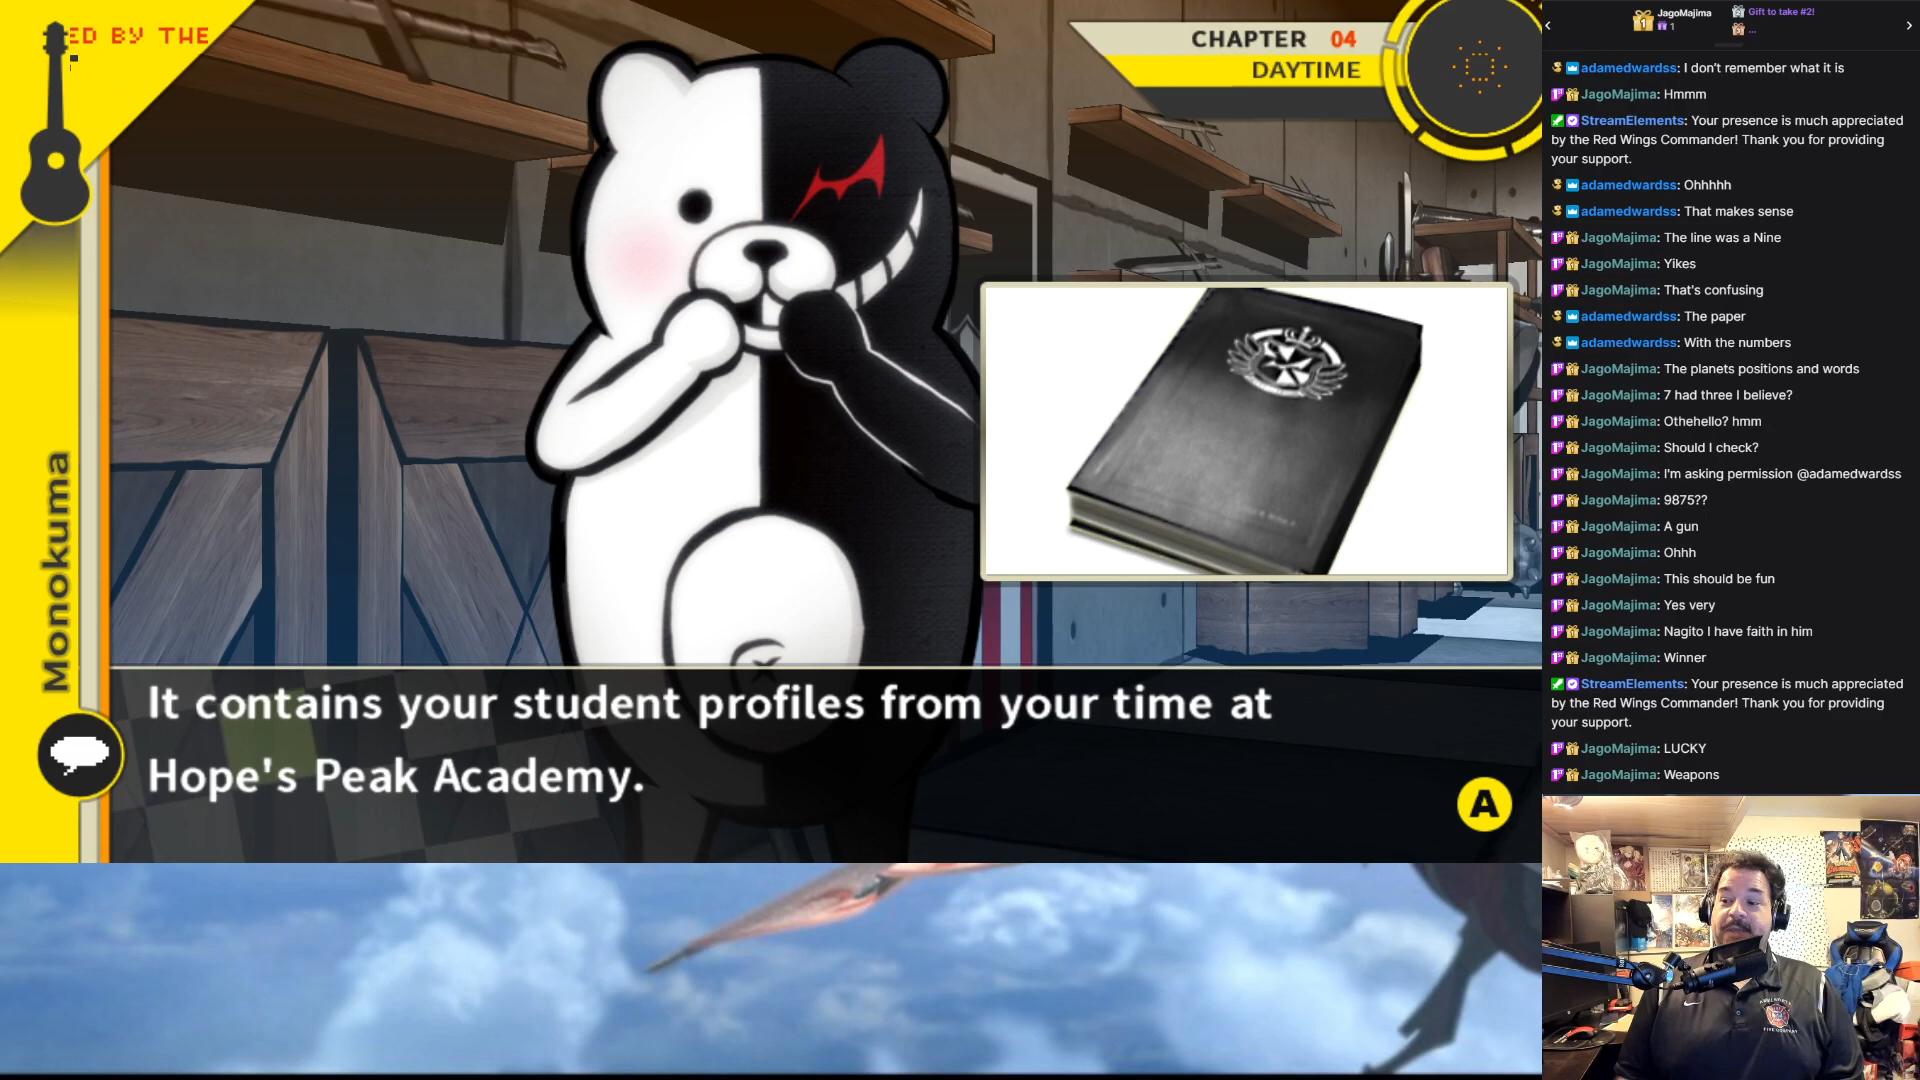 ED BY THE
CHAPTER 04
DAYTIME
Monokuma
It contains your student profiles from your time at
Hope's Peak Academy.
A
JagoMajima
1
1
Gift to take #2!
2
3
...
adamedwardss: I don't remember what it is
JagoMajima: Hmmm
StreamElements: Your presence is much appreciated
by the Red Wings Commander! Thank you for providing
your support.
adamedwardss: Ohhhhh
adamedwardss: That makes sense
JagoMajima: The line was a Nine
JagoMajima: Yikes
JagoMajima: That's confusing
adamedwardss: The paper
adamedwardss: With the numbers
JagoMajima: The planets positions and words
JagoMajima: 7 had three I believe?
JagoMajima: Othehello? hmm
JagoMajima: Should I check?
JagoMajima: I'm asking permission @adamedwardss
JagoMajima: 9875??
JagoMajima: A gun
JagoMajima: Ohhh
JagoMajima: This should be fun
JagoMajima: Yes very
JagoMajima: Nagito I have faith in him
JagoMajima: Winner
StreamElements: Your presence is much appreciated
by the Red Wings Commander! Thank you for providing
your support.
JagoMajima: LUCKY
JagoMajima: Weapons